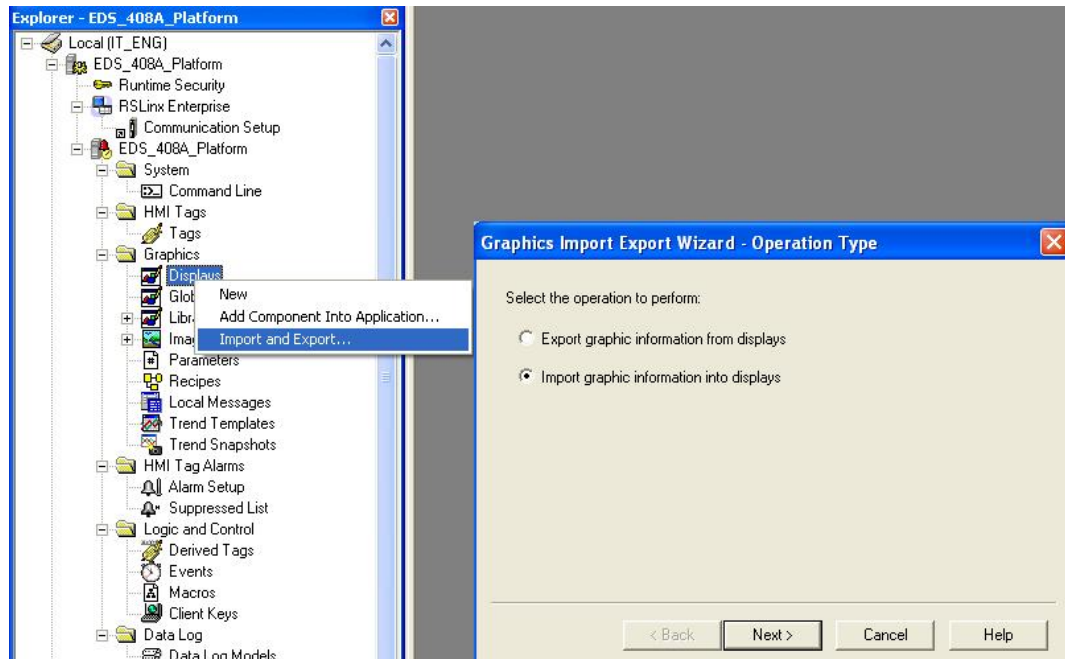 Explorer - EDS_408A_Platform
Local (IT_ENG)
EDS_408A_Platform
Runtime Security
RSLinx Enterprise
Communication Setup
EDS_408A_Platform
System
Command Line
HMI Tags
Tags
Graphics
Displays
New
Add Component Into Application...
Import and Export...
Parameters
Recipes
Local Messages
Trend Templates
Trend Snapshots
HMI Tag Alarms
Alarm Setup
Suppressed List
Logic and Control
Derived Tags
Events
Macros
Client Keys
Data Log
Data Log Models
Graphics Import Export Wizard - Operation Type
Select the operation to perform:
Export graphic information from displays
Import graphic information into displays
< Back
Next >
Cancel
Help